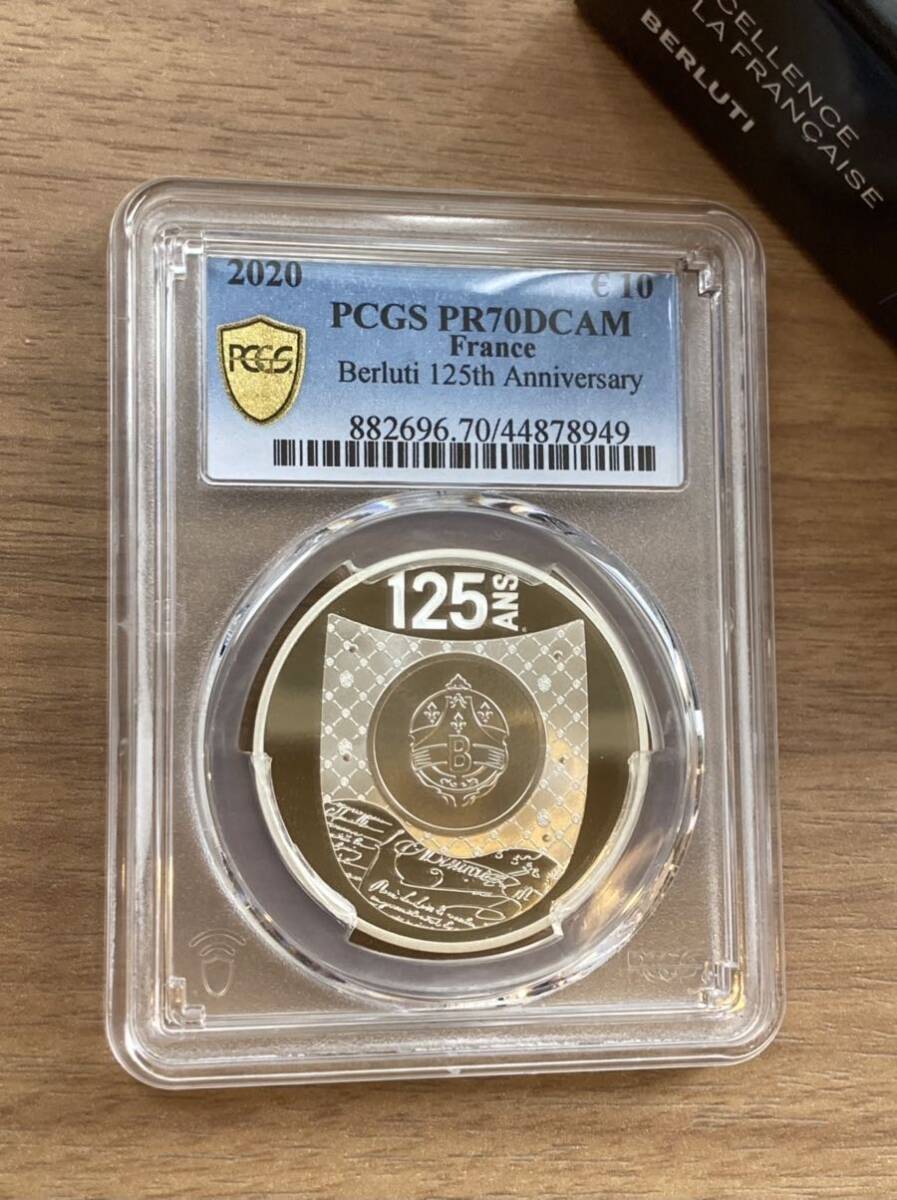 CELLENCE
LA FRANÇAISE
BERLUTI
2020 € 10
PCGS PR70DCAM
France
Berluti 125th Anniversary
PCGS
882696.70/44878949
125 ANS
B
PCGS